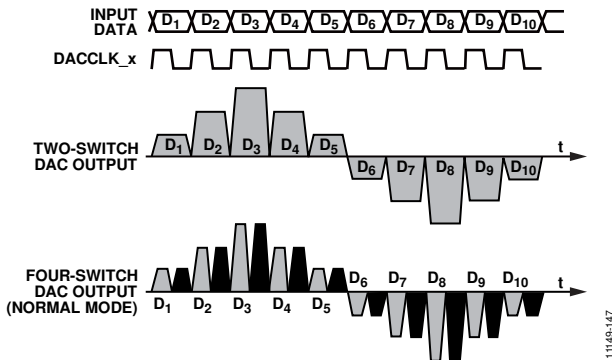 INPUT
DATA
D1 D2 D3 D4 D5 D6 D7 D8 D9 D10
DACCLK_x
TWO-SWITCH
DAC OUTPUT
D1 D2 D3 D4 D5
t
D6 D7 D8 D9 D10
FOUR-SWITCH
DAC OUTPUT
(NORMAL MODE)
D6 D7 D8 D9 D10
t
D1 D2 D3 D4 D5
11149-147